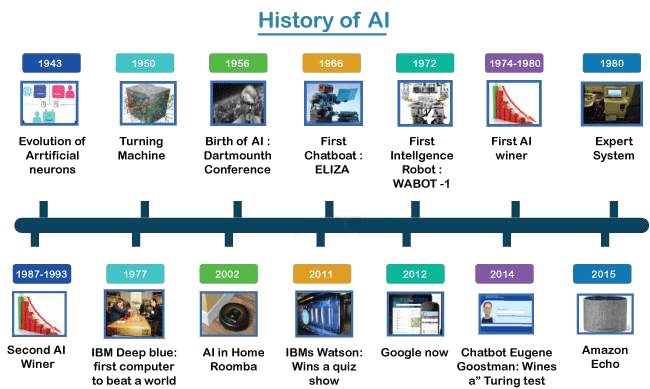 History of AI
1943
1950
1956
1966
1972
1974-1980
1980
Evolution of
Arrtificial
neurons
Turning
Machine
Birth of AI :
Dartmounth
Conference
First
Chatboat :
ELIZA
First
Intellgence
Robot :
WABOT -1
First AI
winer
Expert
System
1987-1993
1977
2002
2011
2012
2014
2015
Second AI
Winer
IBM Deep blue:
first computer
to beat a world
AI in Home
Roomba
IBMs Watson:
Wins a quiz
show
Google now
Chatbot Eugene
Goostman: Wines
a” Turing test
Amazon
Echo